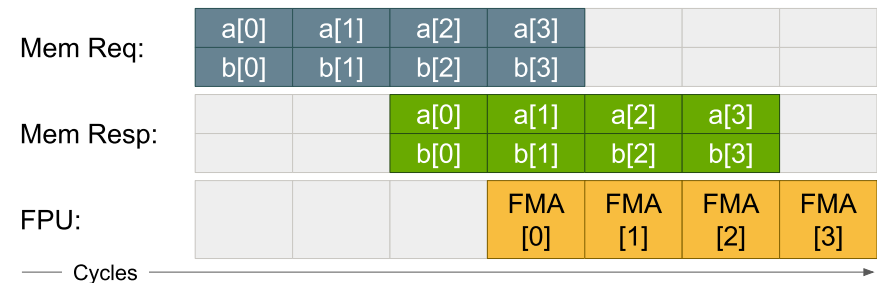 Mem Req:
a[0] a[1] a[2] a[3]
b[0] b[1] b[2] b[3]
Mem Resp:
a[0] a[1] a[2] a[3]
b[0] b[1] b[2] b[3]
FPU:
FMA FMA FMA FMA
[0] [1] [2] [3]
Cycles